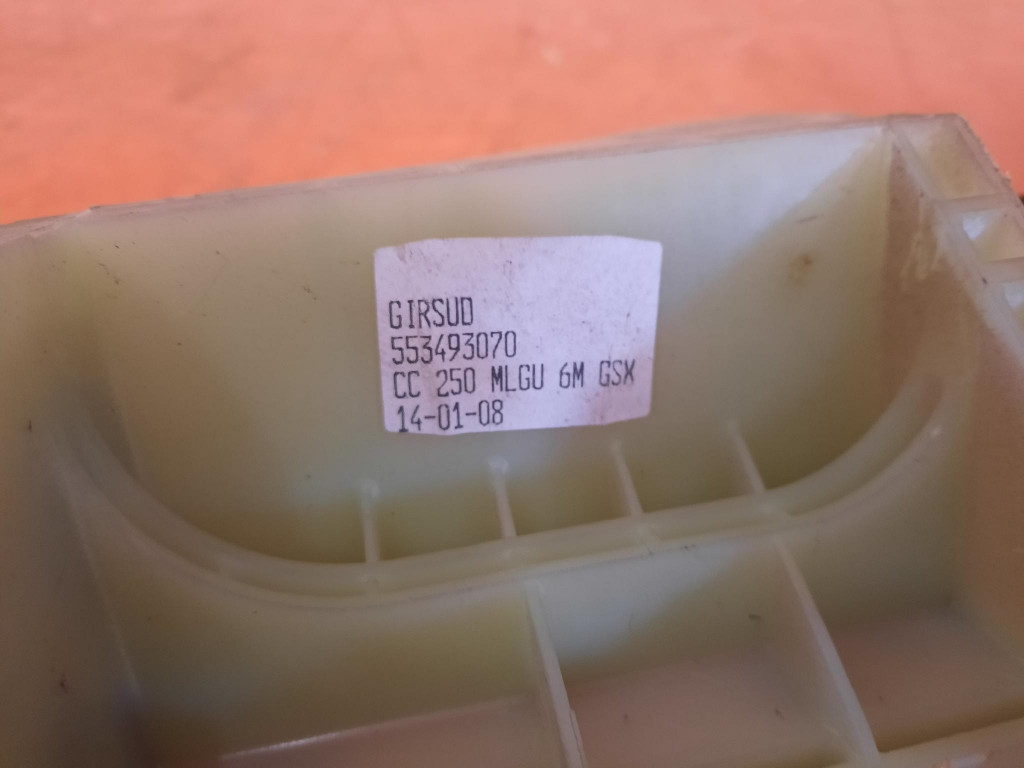 GIRSUD
553493070
CC 250 MLGU 6M GSX
14-01-08